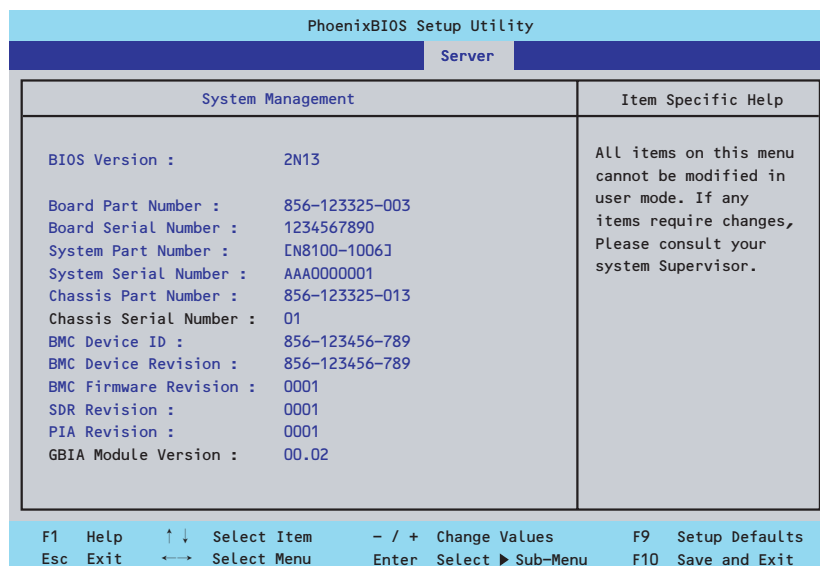 PhoenixBIOS Setup Utility
Server
System Management
Item Specific Help
BIOS Version : 2N13
Board Part Number : 856-123325-003
Board Serial Number : 1234567890
System Part Number : [N8100-1006]
System Serial Number : AAA0000001
Chassis Part Number : 856-123325-013
Chassis Serial Number : 01
BMC Device ID : 856-123456-789
BMC Device Revision : 856-123456-789
BMC Firmware Revision : 0001
SDR Revision : 0001
PIA Revision : 0001
GBIA Module Version : 00.02
All items on this menu
cannot be modified in
user mode. If any
items require changes,
Please consult your
system Supervisor.
F1 Help ↑↓ Select Item - / + Change Values F9 Setup Defaults
Esc Exit ←→ Select Menu Enter Select ▶ Sub-Menu F10 Save and Exit